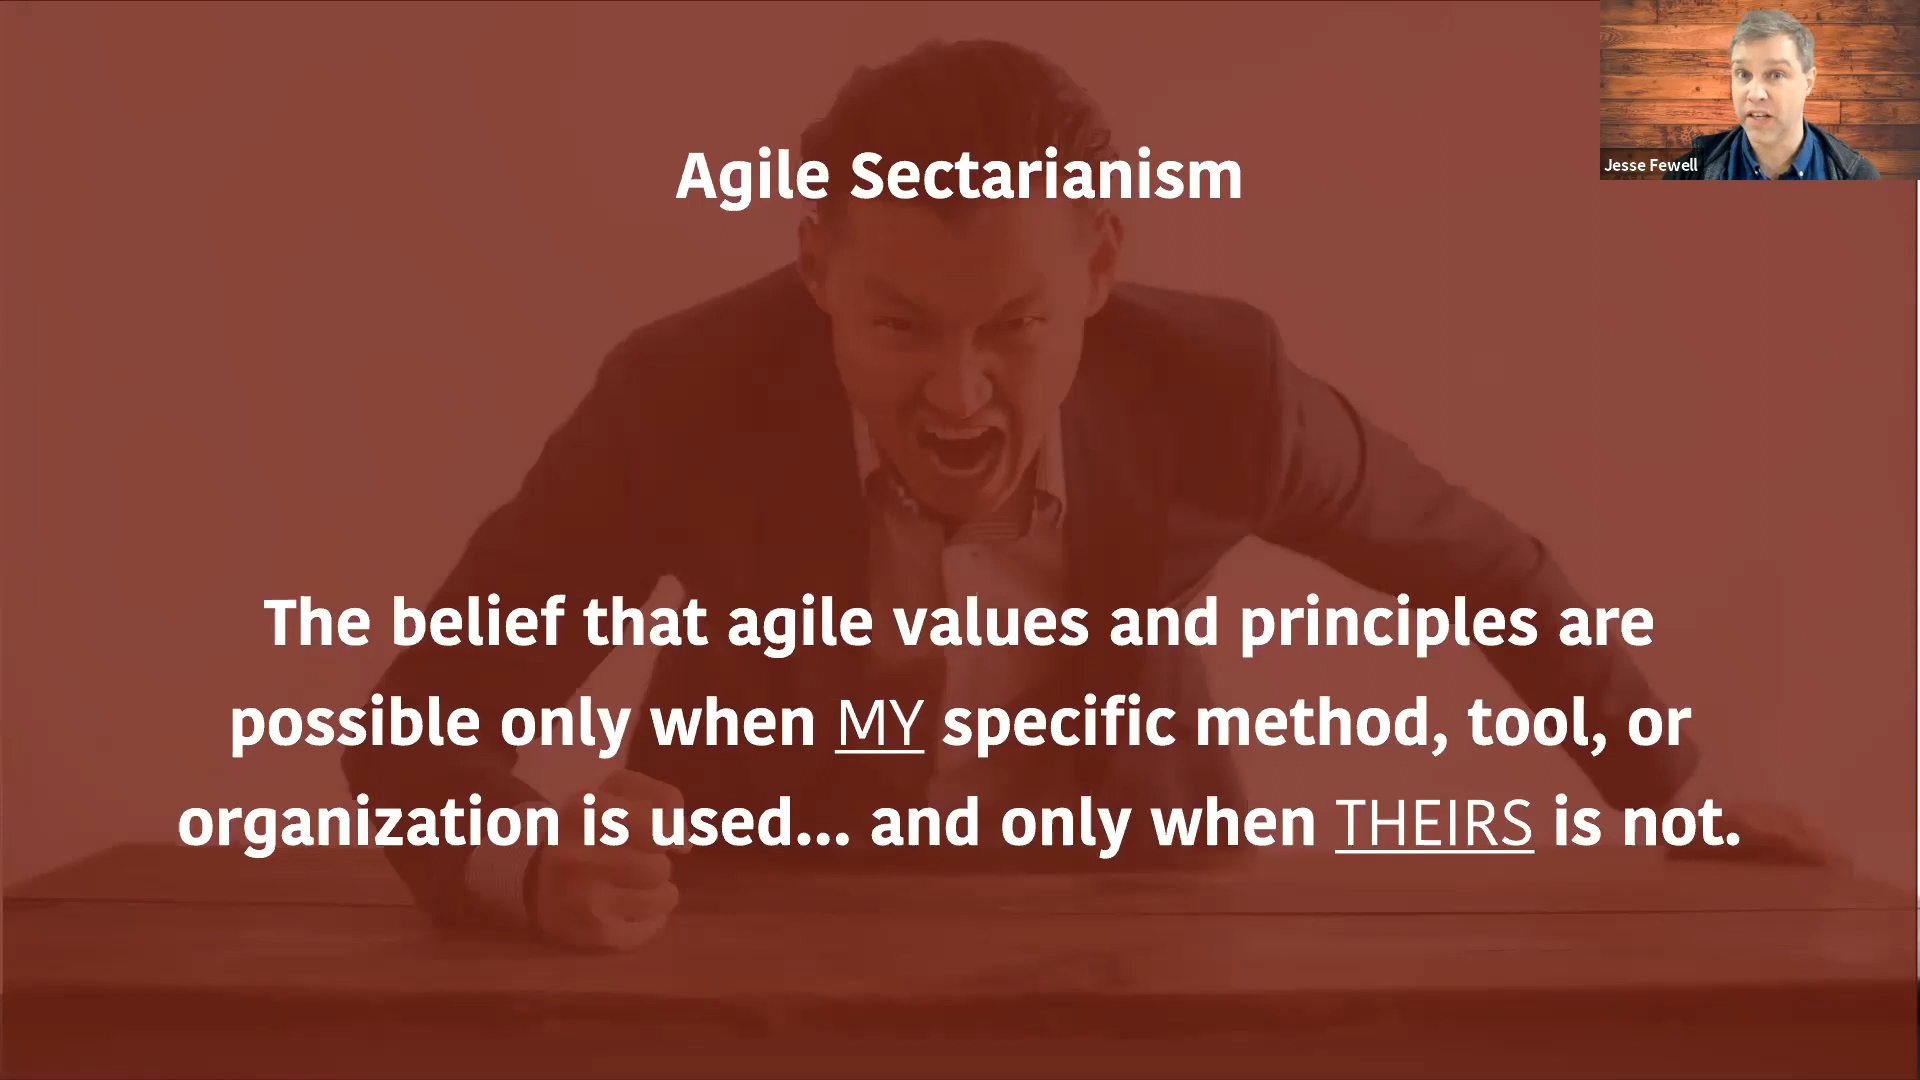 Jesse Fewell
Agile Sectarianism
The belief that agile values and principles are
possible only when MY specific method, tool, or
organization is used... and only when THEIRS is not.